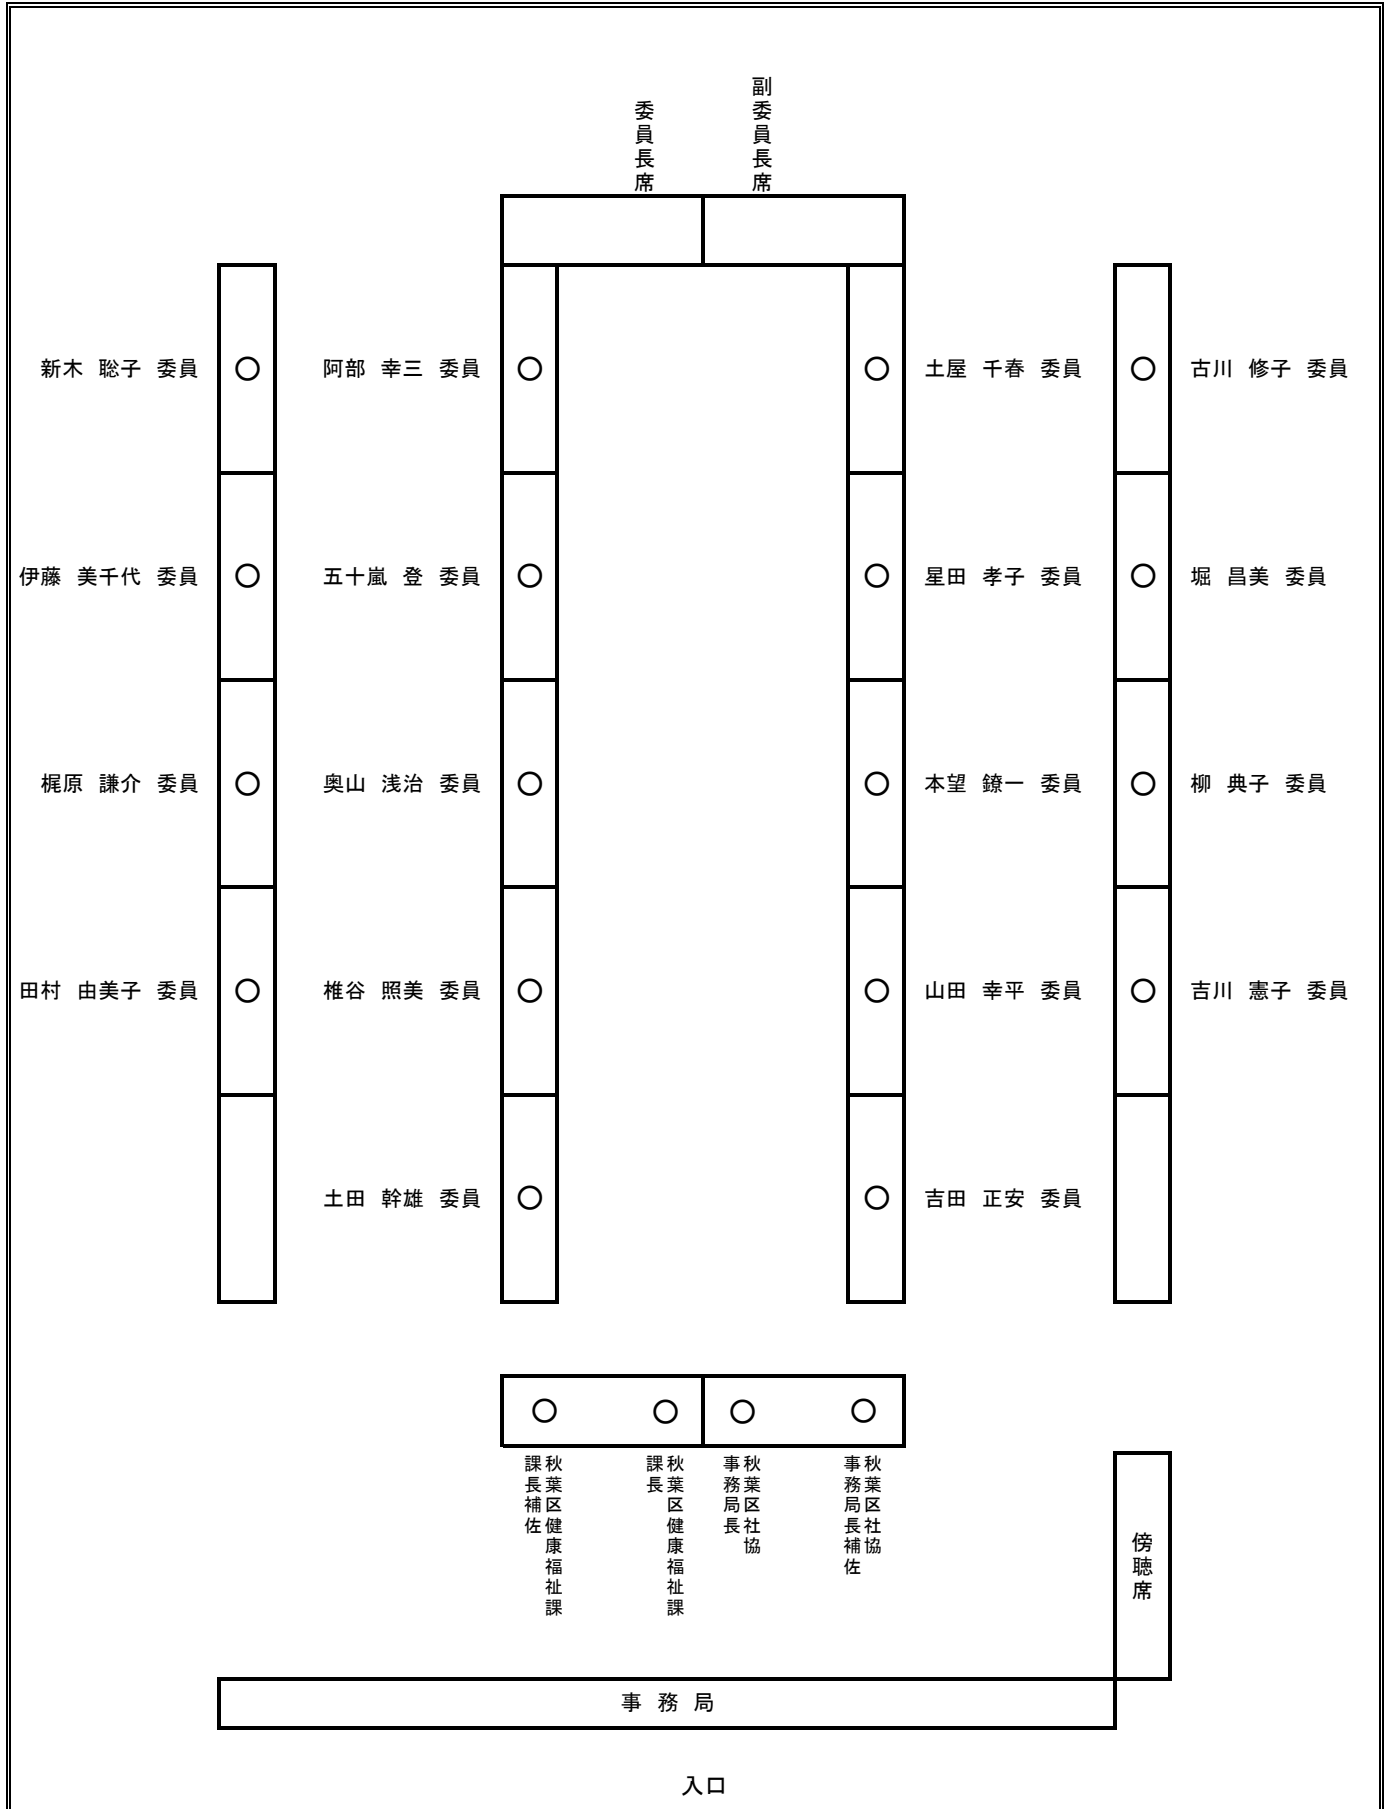 委員長席
副委員長席
新木 聡子 委員
阿部 幸三 委員
土屋 千春 委員
古川 修子 委員
伊藤 美千代 委員
五十嵐 登 委員
星田 孝子 委員
堀 昌美 委員
梶原 謙介 委員
奥山 浅治 委員
本望 鐐一 委員
柳 典子 委員
田村 由美子 委員
椎谷 照美 委員
山田 幸平 委員
吉川 憲子 委員
土田 幹雄 委員
吉田 正安 委員
秋葉区健康福祉課
課長補佐
秋葉区健康福祉課
課長
秋葉区社協
事務局長
秋葉区社協
事務局長補佐
傍聴席
事 務 局
入口